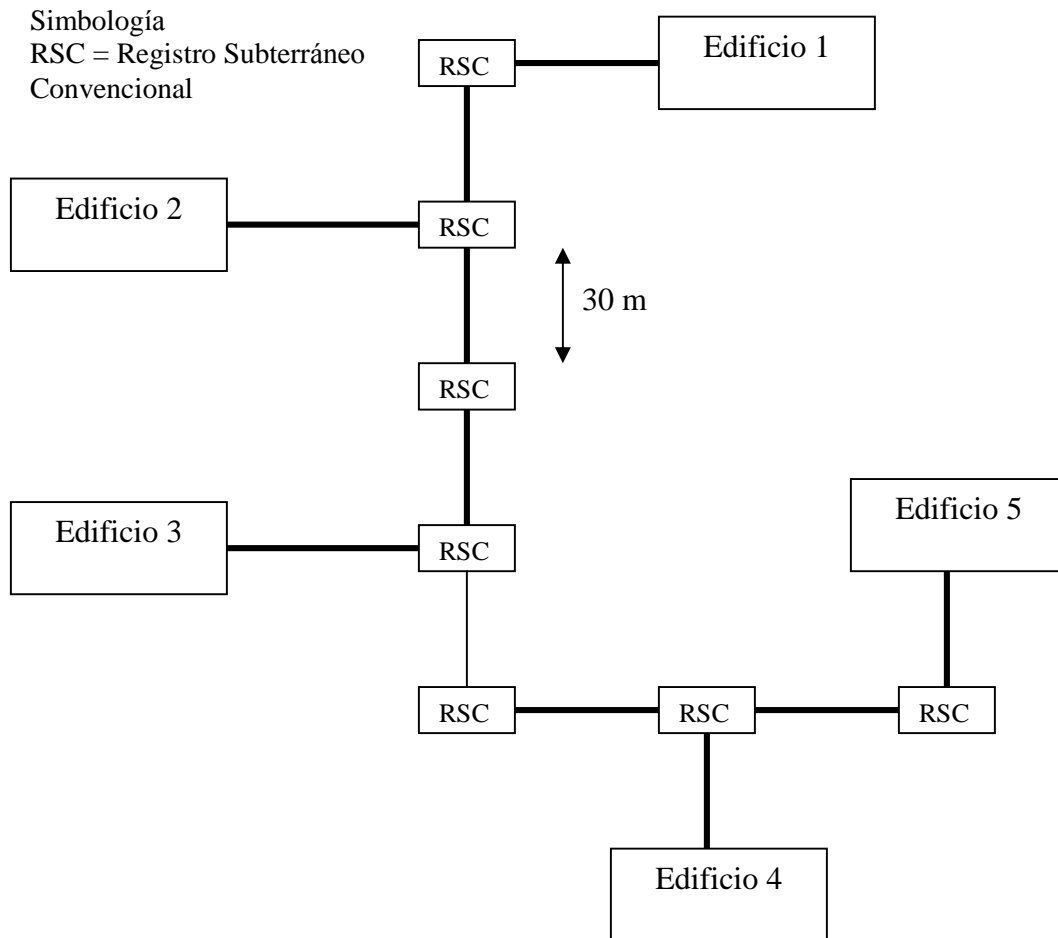 Simbología
RSC = Registro Subterráneo
Convencional
RSC
Edificio 1
Edificio 2
RSC
30 m
RSC
Edificio 3
RSC
Edificio 5
RSC
RSC
RSC
Edificio 4